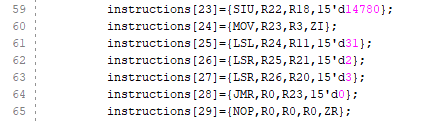 59 instructions[23]={SIU,R22,R18,15'd14780};
60 instructions[24]={MOV,R23,R3,ZI};
61 instructions[25]={LSL,R24,R11,15'd31};
62 instructions[26]={LSR,R25,R21,15'd2};
63 instructions[27]={LSR,R26,R20,15'd3};
64 instructions[28]={JMR,R0,R23,15'd0};
65 instructions[29]={NOP,R0,R0,R0,ZR};